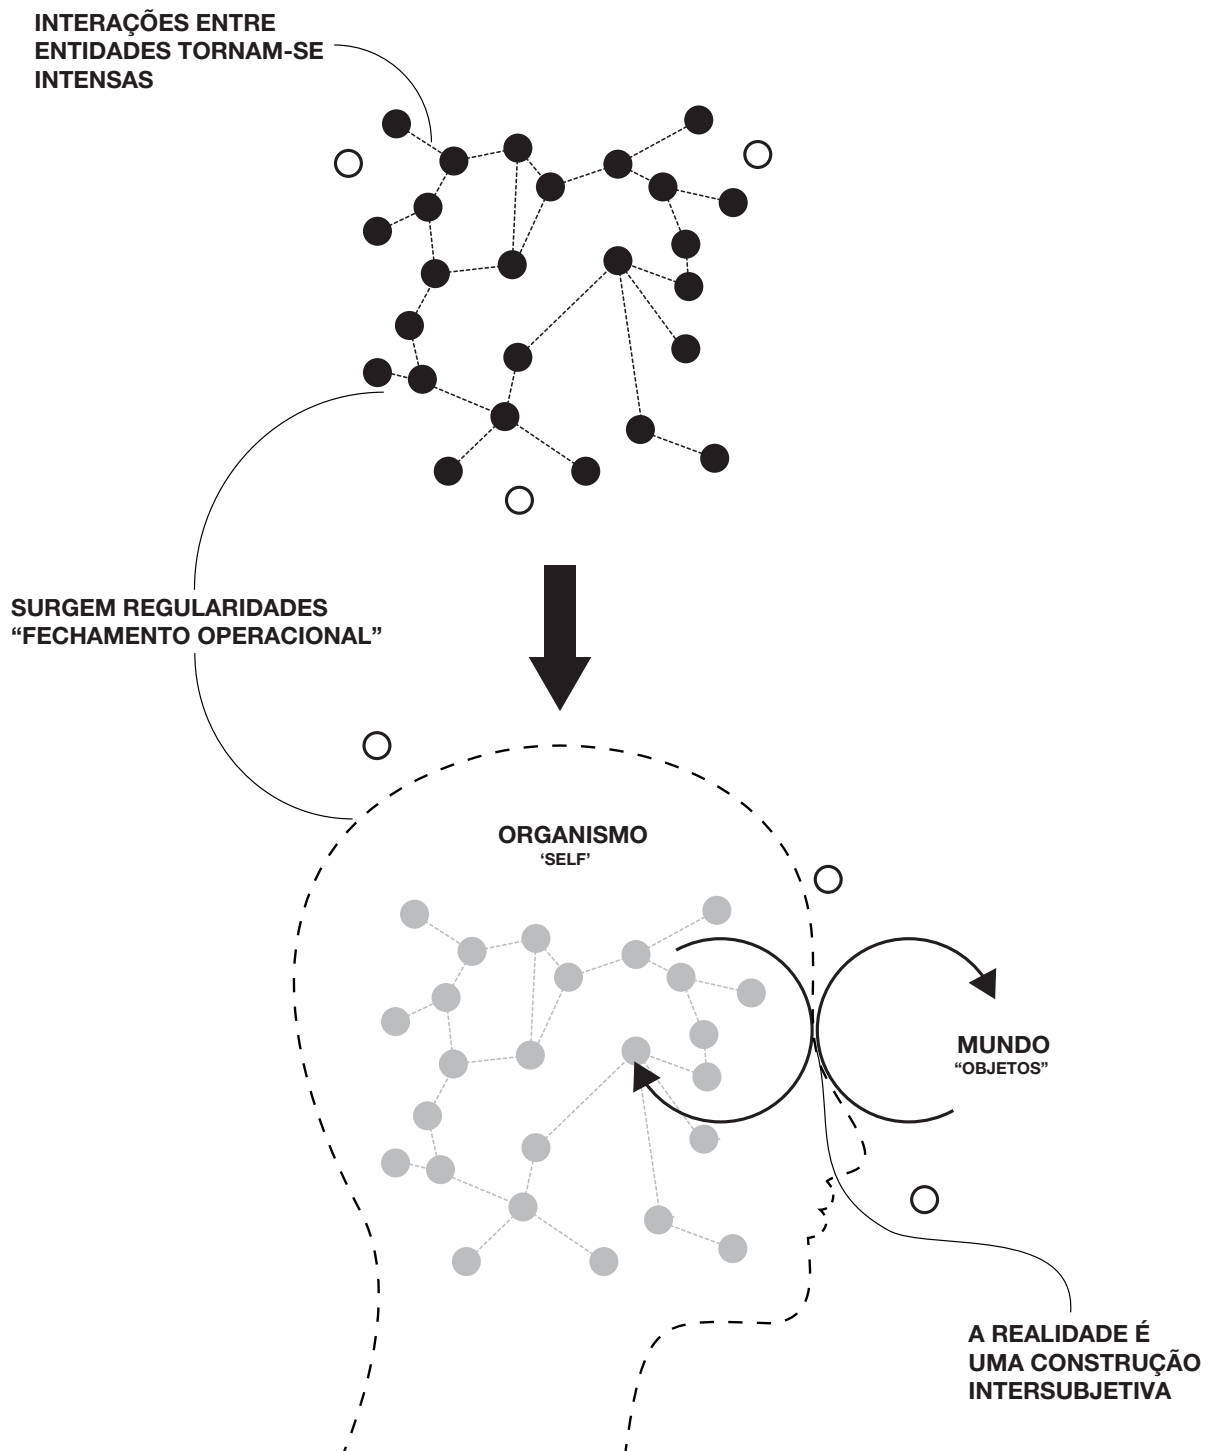 INTERAÇÕES ENTRE
ENTIDADES TORNAM-SE
INTENSAS
SURGEM REGULARIDADES
“FECHAMENTO OPERACIONAL”
ORGANISMO
‘SELF’
MUNDO
“OBJETOS”
A REALIDADE É
UMA CONSTRUÇÃO
INTERSUBJETIVA